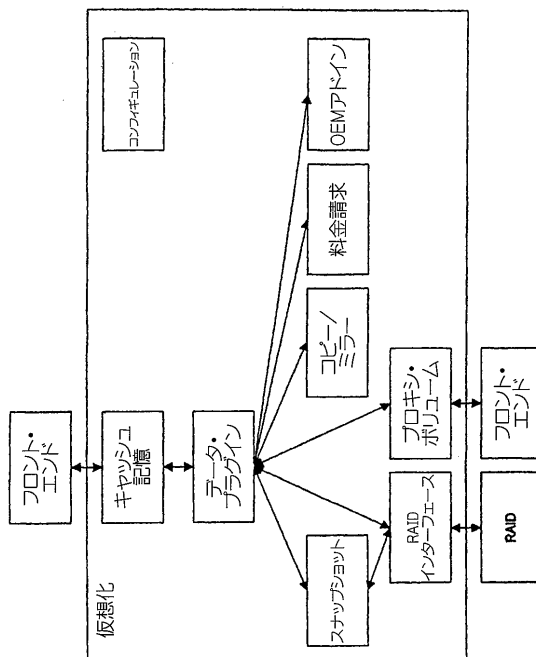 フロント・
エンド
仮想化
キャッシュ
記憶
コンフィギュレーション
データ・
プラグイン
スナップショット
コピー/
ミラー
料金請求
OEMアドイン
RAID
インターフェース
プロキシ・
ボリューム
RAID
フロント・
エンド